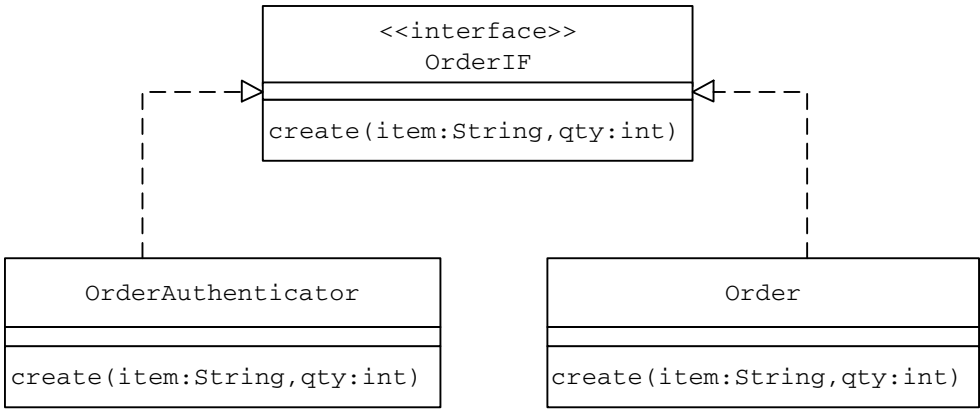 <<interface>>
OrderIF
create(item:String,qty:int)
OrderAuthenticator
create(item:String,qty:int)
Order
create(item:String,qty:int)